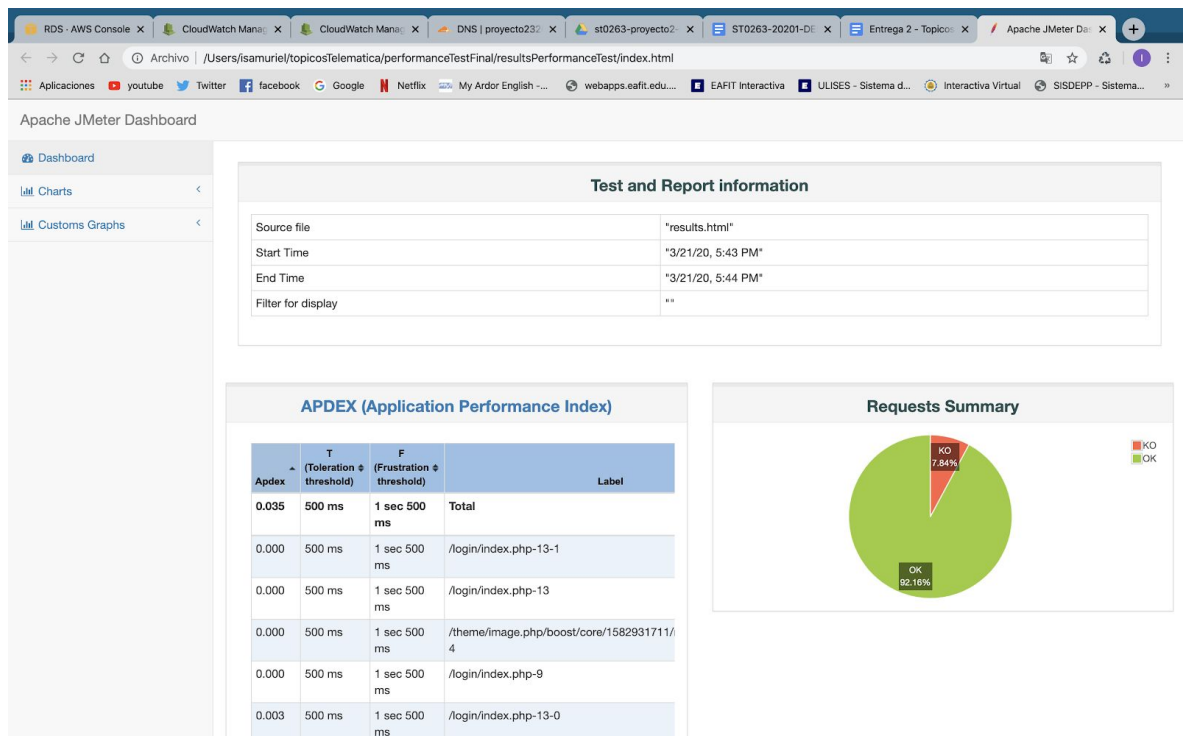 RDS · AWS Console
CloudWatch Manag
CloudWatch Manag
DNS | proyecto232
st0263-proyecto2-
ST0263-20201-DE
Entrega 2 - Topicos
Apache JMeter Das
Archivo | /Users/isamuriel/topicosTelematica/performanceTestFinal/resultsPerformanceTest/index.html
I
Aplicaciones youtube Twitter facebook Google Netflix My Ardor English -... webapps.eafit.edu.... EAFIT Interactiva ULISES - Sistema d... Interactiva Virtual SISDEPP - Sistema... »
Apache JMeter Dashboard
Dashboard
Charts
Customs Graphs
Test and Report information
Source file "results.html"
Start Time "3/21/20, 5:43 PM"
End Time "3/21/20, 5:44 PM"
Filter for display ""
APDEX (Application Performance Index)
Apdex T (Toleration threshold) F (Frustration threshold) Label
0.035 500 ms 1 sec 500 ms Total
0.000 500 ms 1 sec 500 ms /login/index.php-13-1
0.000 500 ms 1 sec 500 ms /login/index.php-13
0.000 500 ms 1 sec 500 ms /theme/image.php/boost/core/1582931711/ 4
0.000 500 ms 1 sec 500 ms /login/index.php-9
0.003 500 ms 1 sec 500 ms /login/index.php-13-0
Requests Summary
KO
7.84%
OK
92.16%
KO
OK